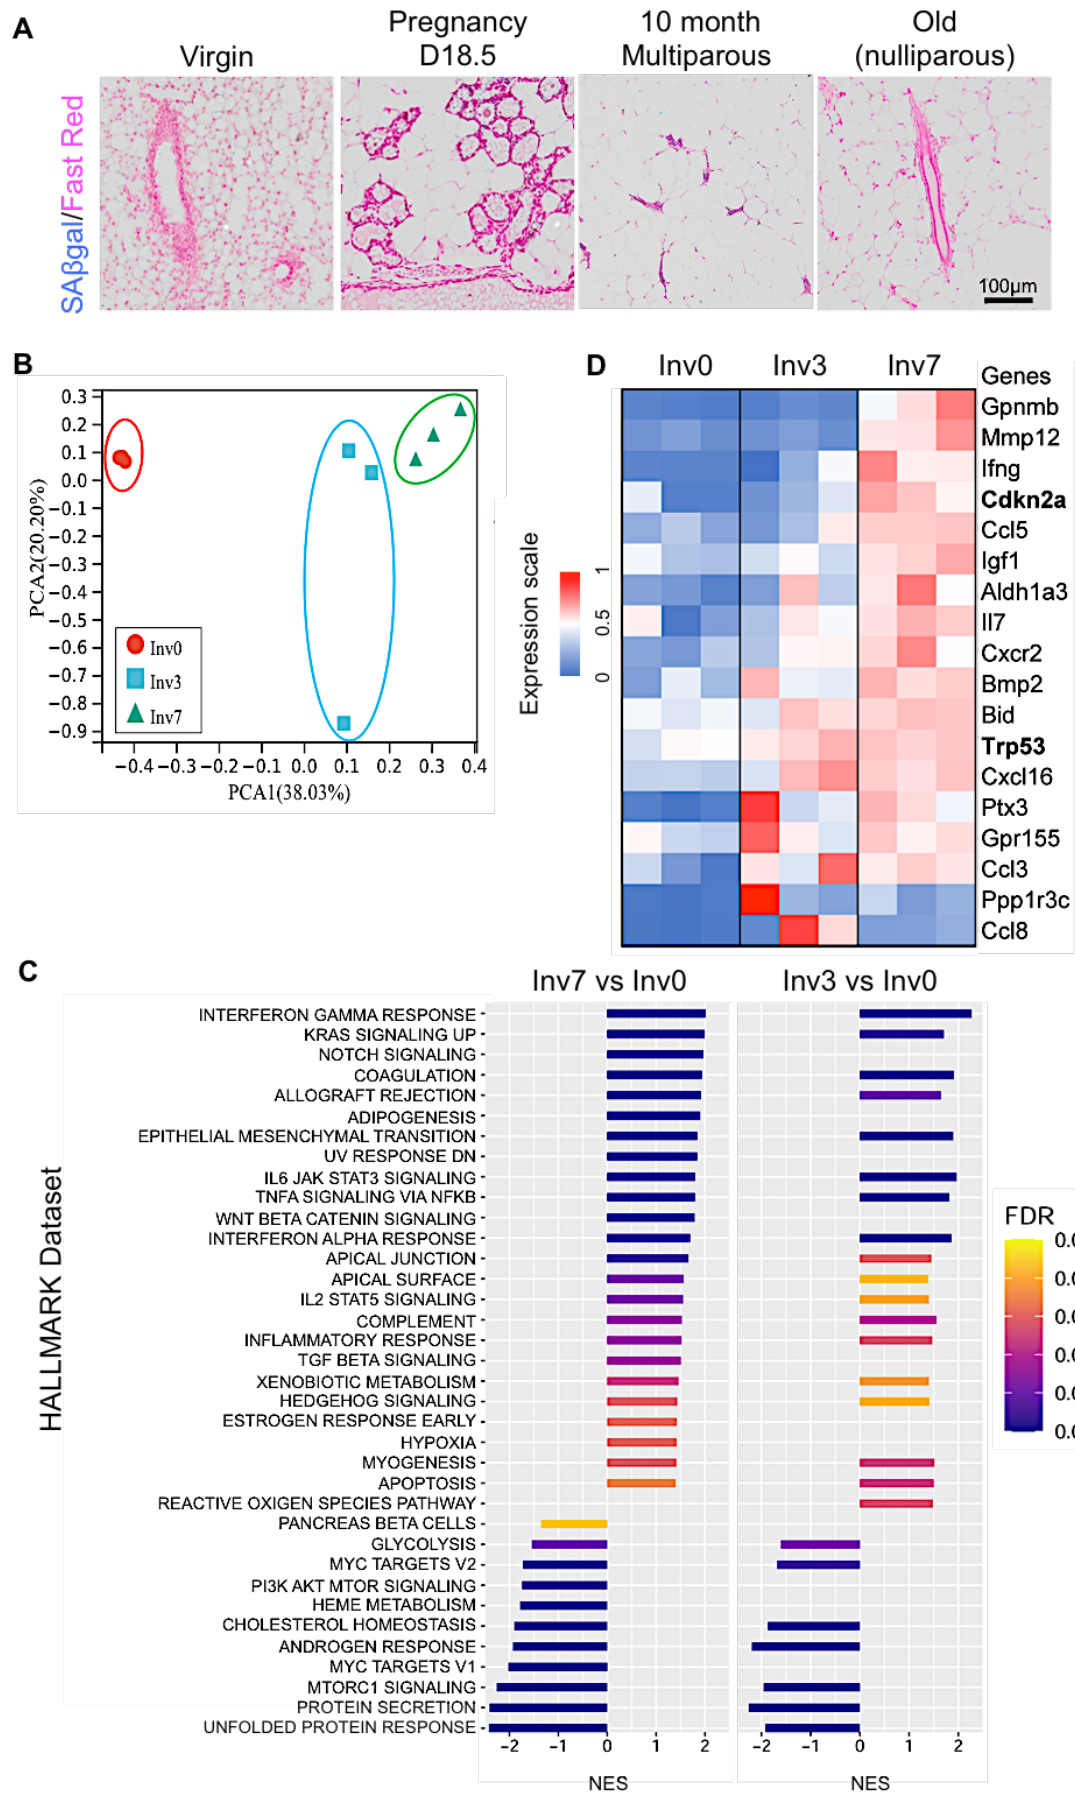 A
Virgin
Pregnancy
D18.5
10 month
Multiparous
Old
(nulliparous)
SAβgal/Fast Red
100µm
B
0.3
0.2
0.1
0.0
−0.1
−0.2
−0.3
−0.4
−0.5
−0.6
−0.7
−0.8
−0.9
PCA2(20.20%)
Inv0
Inv3
Inv7
−0.4 −0.3 −0.2 −0.1 0.0 0.1 0.2 0.3 0.4
PCA1(38.03%)
D
Inv0 Inv3 Inv7
Genes
Gpnmb
Mmp12
Ifng
Cdkn2a
Ccl5
Igf1
Aldh1a3
Il7
Cxcr2
Bmp2
Bid
Trp53
Cxcl16
Ptx3
Gpr155
Ccl3
Ppp1r3c
Ccl8
Expression scale
1
0.5
0
C
Inv7 vs Inv0 Inv3 vs Inv0
HALLMARK Dataset
INTERFERON GAMMA RESPONSE
KRAS SIGNALING UP
NOTCH SIGNALING
COAGULATION
ALLOGRAFT REJECTION
ADIPOGENESIS
EPITHELIAL MESENCHYMAL TRANSITION
UV RESPONSE DN
IL6 JAK STAT3 SIGNALING
TNFA SIGNALING VIA NFKB
WNT BETA CATENIN SIGNALING
INTERFERON ALPHA RESPONSE
APICAL JUNCTION
APICAL SURFACE
IL2 STAT5 SIGNALING
COMPLEMENT
INFLAMMATORY RESPONSE
TGF BETA SIGNALING
XENOBIOTIC METABOLISM
HEDGEHOG SIGNALING
ESTROGEN RESPONSE EARLY
HYPOXIA
MYOGENESIS
APOPTOSIS
REACTIVE OXIGEN SPECIES PATHWAY
PANCREAS BETA CELLS
GLYCOLYSIS
MYC TARGETS V2
PI3K AKT MTOR SIGNALING
HEME METABOLISM
CHOLESTEROL HOMEOSTASIS
ANDROGEN RESPONSE
MYC TARGETS V1
MTORC1 SIGNALING
PROTEIN SECRETION
UNFOLDED PROTEIN RESPONSE
−2 −1 0 1 2
−2 −1 0 1 2
NES
NES
FDR